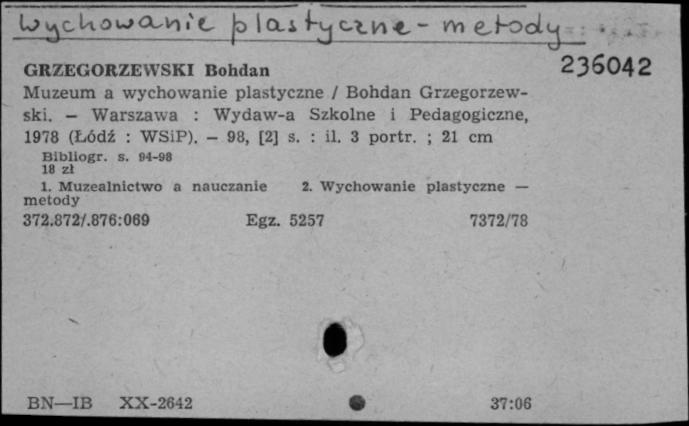 Wychowanie plastyczne - metody
236042
GRZEGORZEWSKI Bohdan
Muzeum a wychowanie plastyczne / Bohdan Grzegorzew-
ski. — Warszawa : Wydaw-a Szkolne i Pedagogiczne,
1978 (Łódź : WSiP). — 98, [2] s. : il. 3 portr. ; 21 cm
Bibliogr. s. 94-98
18 zł
1. Muzealnictwo a nauczanie 2. Wychowanie plastyczne —
metody
372.872/.876:069 Egz. 5257 7372/78
BN—IB XX-2642 37:06